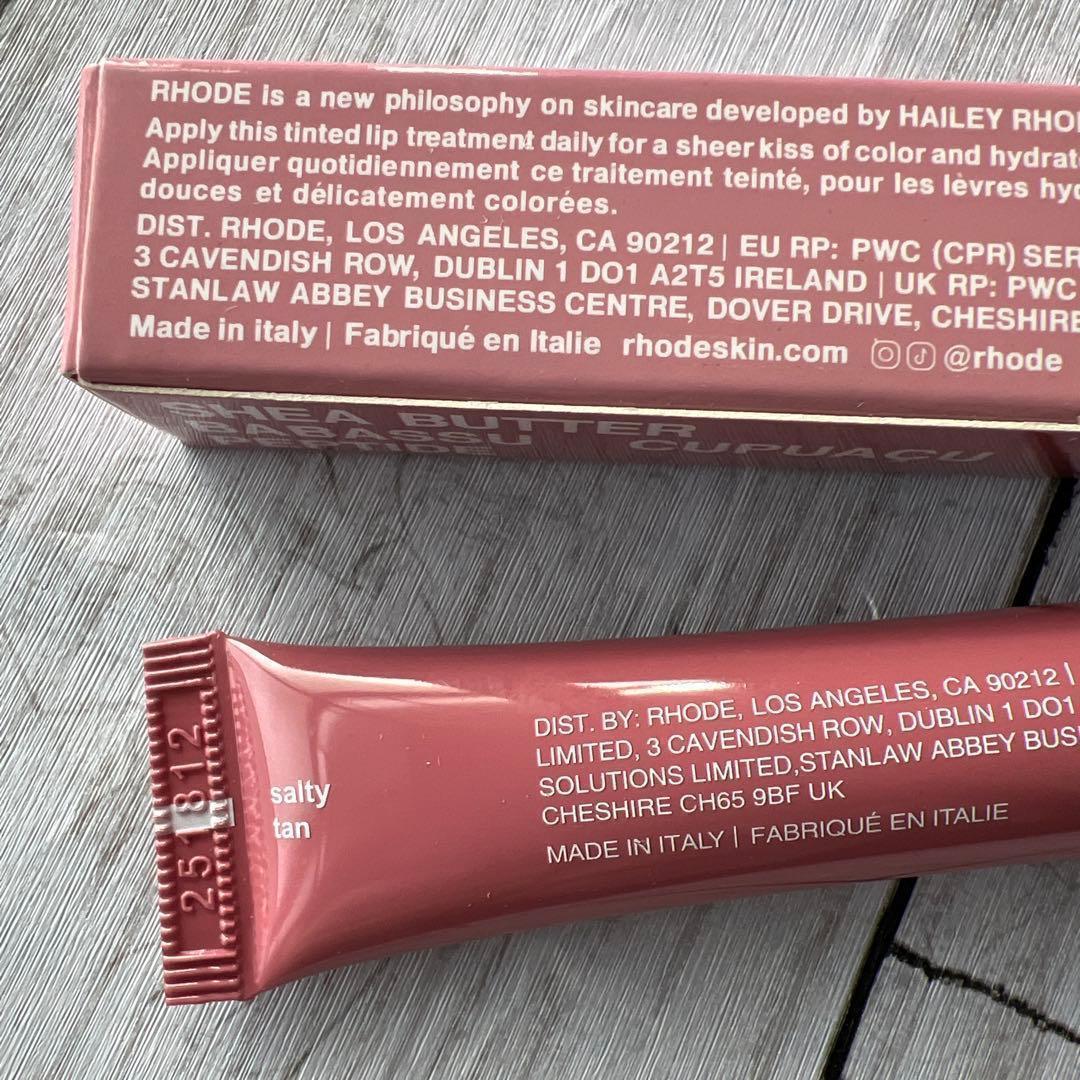 RHODE is a new philosophy on skincare developed by HAILEY RHO
Apply this tinted lip treatment daily for a sheer kiss of color and hydrat
Appliquer quotidiennement ce traitement teinté, pour les lèvres hyd
douces et délicatement colorées.
DIST. RHODE, LOS ANGELES, CA 90212 | EU RP: PWC (CPR) SER
3 CAVENDISH ROW, DUBLIN 1 DO1 A2T5 IRELAND | UK RP: PWC
STANLAW ABBEY BUSINESS CENTRE, DOVER DRIVE, CHESHIRE
Made in italy | Fabriqué en Italie rhodeskin.com @rhode
SHEA BUTTER
BABASSU CUPUAÇU
PEPTIDE
251812
salty
tan
DIST. BY: RHODE, LOS ANGELES, CA 90212 |
LIMITED, 3 CAVENDISH ROW, DUBLIN 1 DO1
SOLUTIONS LIMITED,STANLAW ABBEY BUS
CHESHIRE CH65 9BF UK
MADE IN ITALY | FABRIQUÉ EN ITALIE